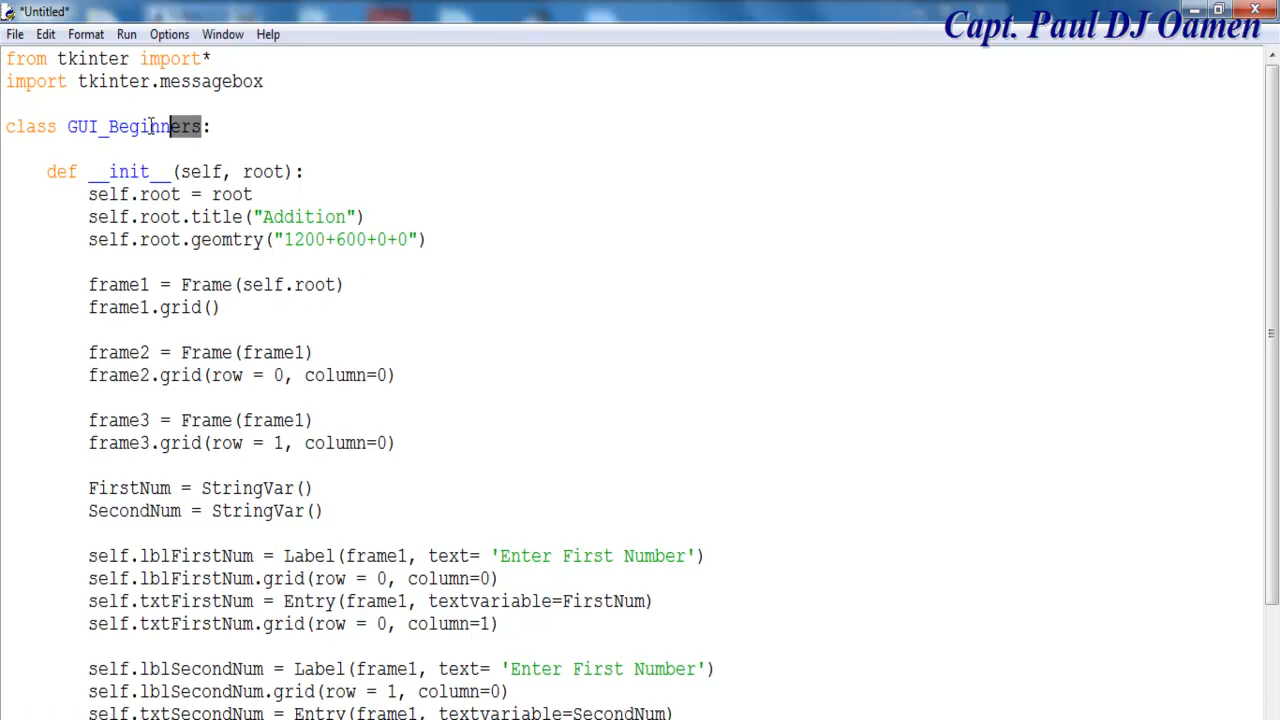 *Untitled*
Capt. Paul DJ Oamen
File Edit Format Run Options Window Help
from tkinter import*
import tkinter.messagebox
class GUI_Beginners:
def __init__(self, root):
self.root = root
self.root.title("Addition")
self.root.geomtry("1200+600+0+0")
frame1 = Frame(self.root)
frame1.grid()
frame2 = Frame(frame1)
frame2.grid(row = 0, column=0)
frame3 = Frame(frame1)
frame3.grid(row = 1, column=0)
FirstNum = StringVar()
SecondNum = StringVar()
self.lblFirstNum = Label(frame1, text= 'Enter First Number')
self.lblFirstNum.grid(row = 0, column=0)
self.txtFirstNum = Entry(frame1, textvariable=FirstNum)
self.txtFirstNum.grid(row = 0, column=1)
self.lblSecondNum = Label(frame1, text= 'Enter First Number')
self.lblSecondNum.grid(row = 1, column=0)
self.txtSecondNum = Entry(frame1, textvariable=SecondNum)